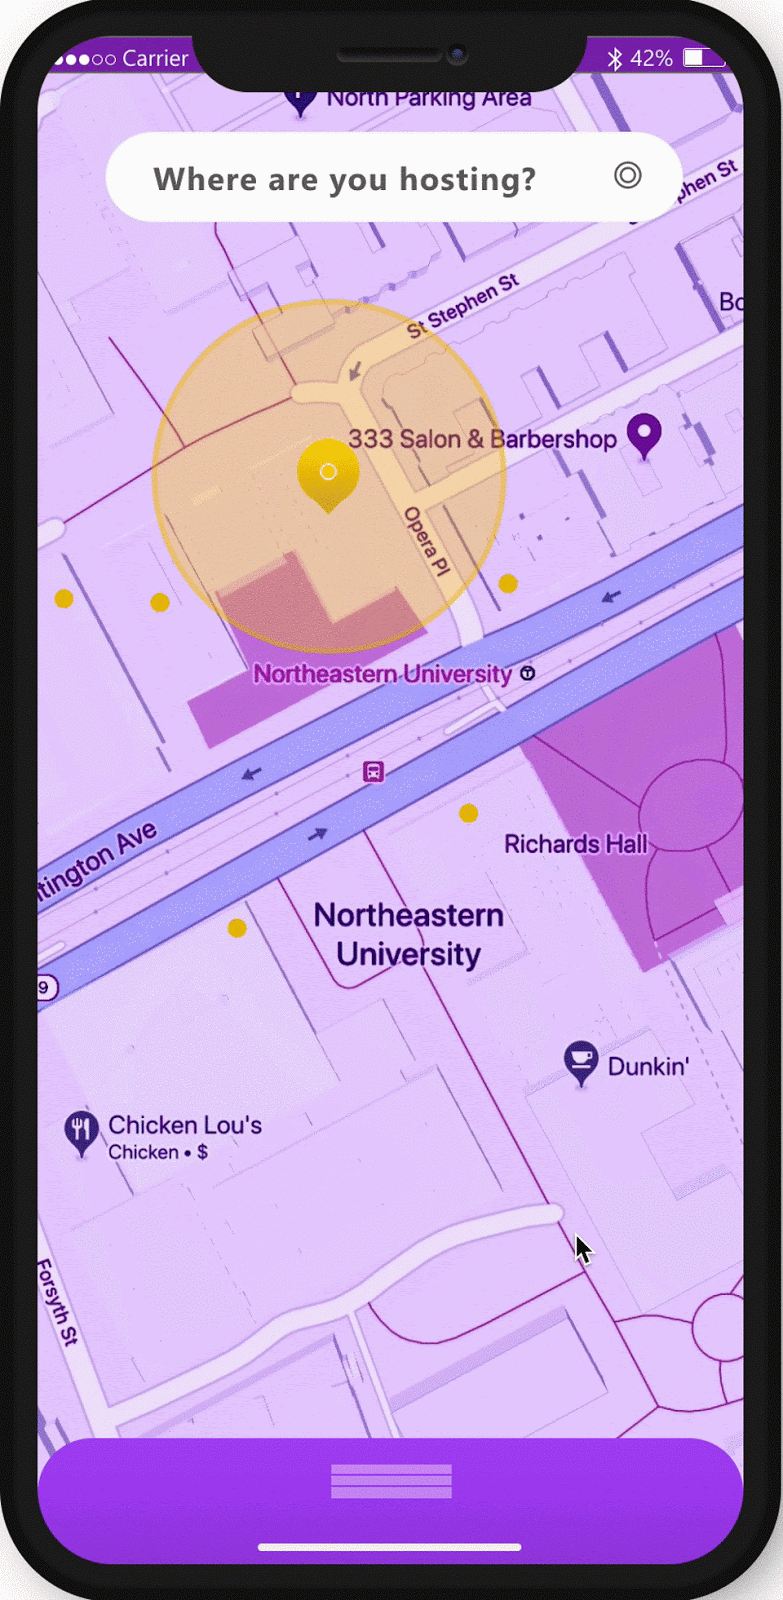 Carrier
42%
North Parking Area
Where are you hosting?
phen St
St Stephen St
Bo
333 Salon & Barbershop
Opera Pl
Northeastern University T
Richards Hall
tington Ave
Northeastern
University
9
Dunkin'
Chicken Lou's
Chicken • $
Forsyth St